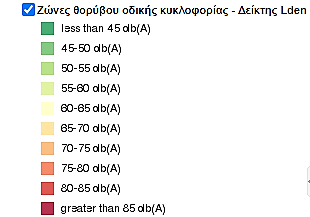 Ζώνες θορύβου οδικής κυκλοφορίας - Δείκτης Lden
less than 45 db(A)
45-50 db(A)
50-55 db(A)
55-60 db(A)
60-65 db(A)
65-70 db(A)
70-75 db(A)
75-80 db(A)
80-85 db(A)
greater than 85 db(A)